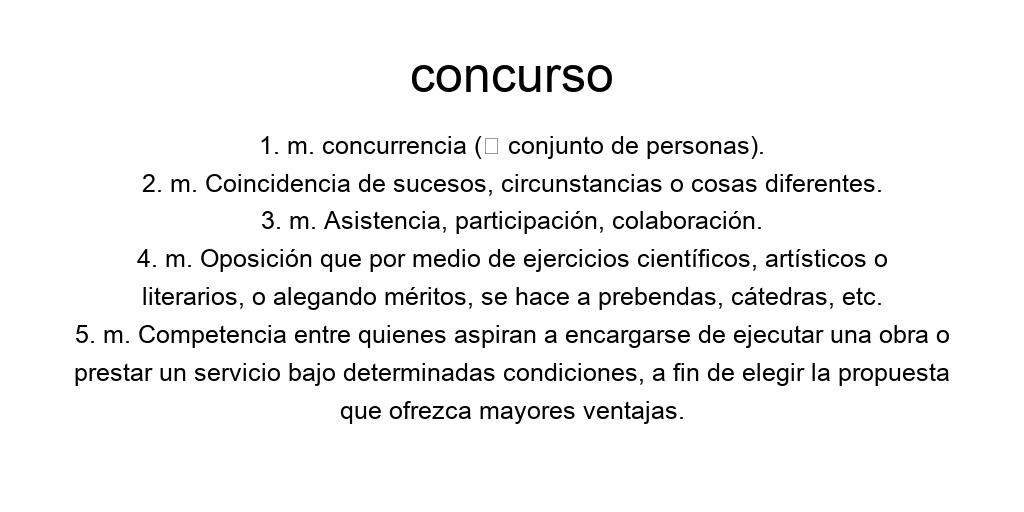 concurso
1. m. concurrencia (□ conjunto de personas).
2. m. Coincidencia de sucesos, circunstancias o cosas diferentes.
3. m. Asistencia, participación, colaboración.
4. m. Oposición que por medio de ejercicios científicos, artísticos o
literarios, o alegando méritos, se hace a prebendas, cátedras, etc.
5. m. Competencia entre quienes aspiran a encargarse de ejecutar una obra o
prestar un servicio bajo determinadas condiciones, a fin de elegir la propuesta
que ofrezca mayores ventajas.